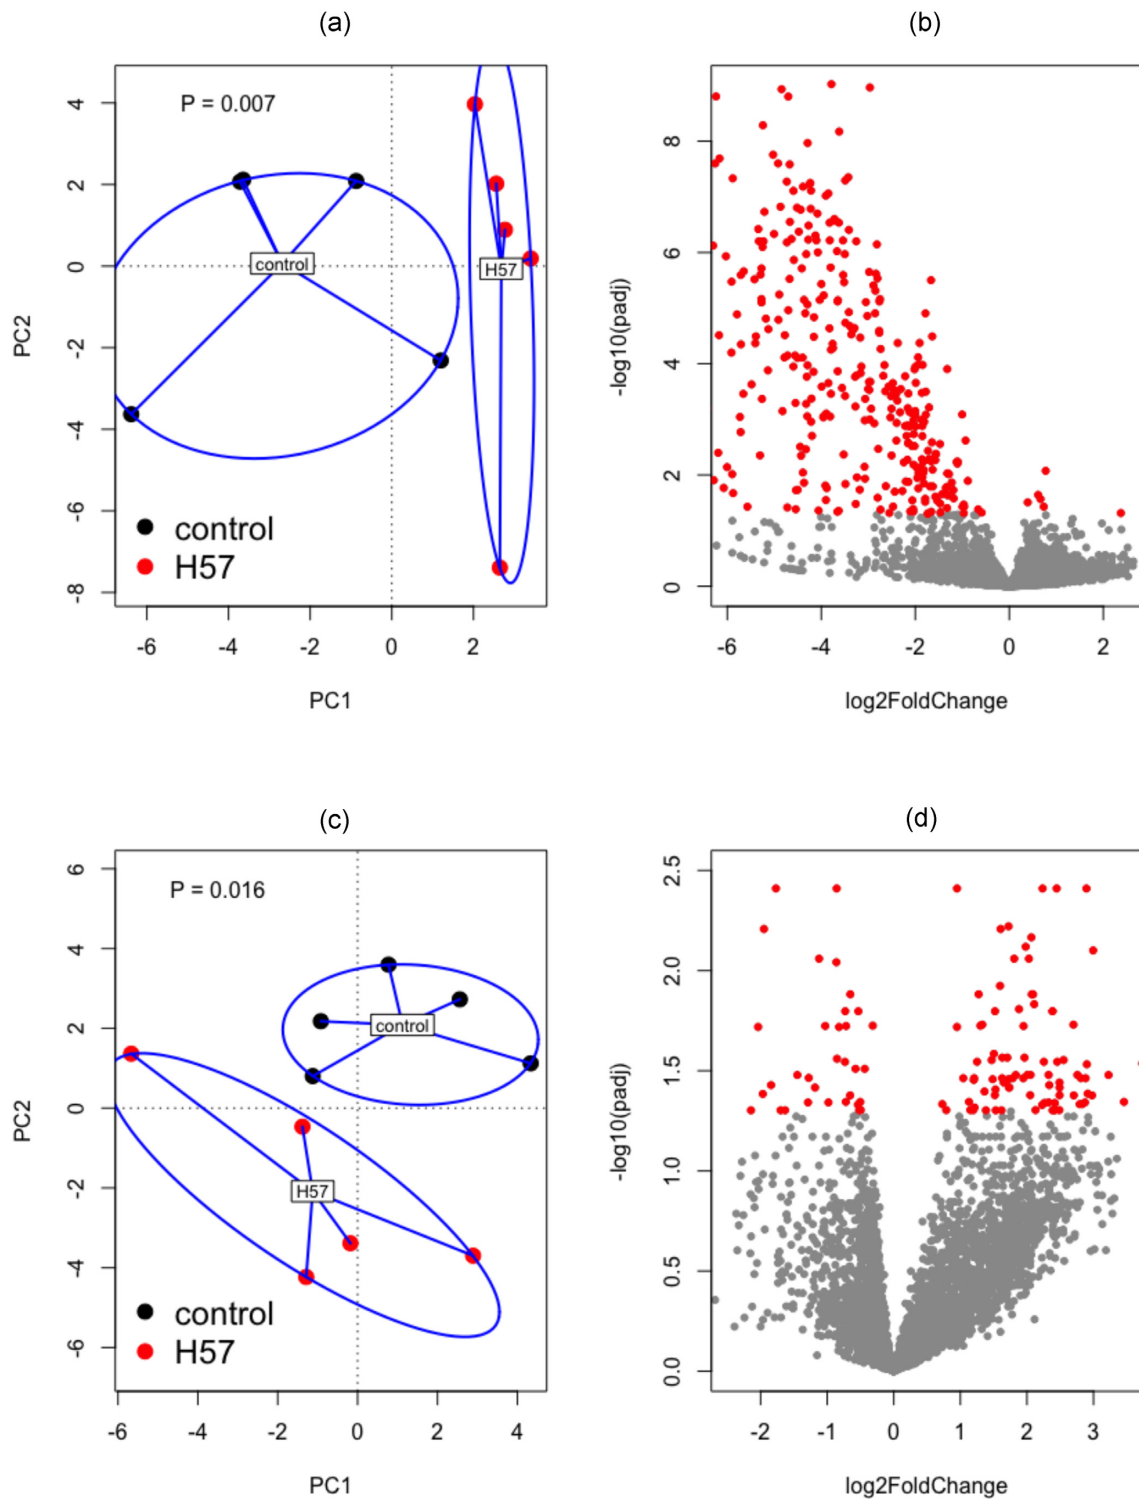 (a)
P = 0.007
4
2
0
-2
-4
-6
-8
PC2
control
H57
control
H57
-6
-4
-2
0
2
PC1
(b)
8
6
4
2
0
-log10(padj)
-6
-4
-2
0
2
log2FoldChange
(c)
P = 0.016
6
4
2
0
-2
-4
-6
PC2
control
H57
control
H57
-6
-4
-2
0
2
4
PC1
(d)
2.5
2.0
1.5
1.0
0.5
0.0
-log10(padj)
-2
-1
0
1
2
3
log2FoldChange